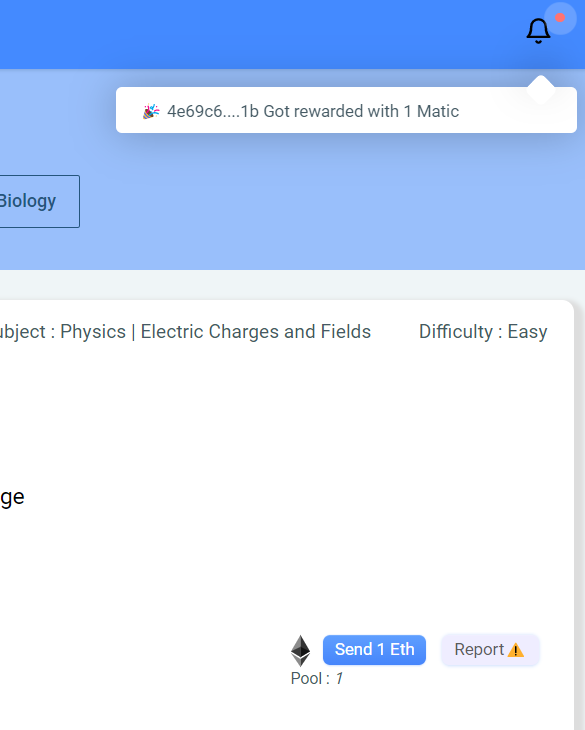 🎉 4e69c6....1b Got rewarded with 1 Matic
Biology
ubject : Physics | Electric Charges and Fields Difficulty : Easy
ge
Send 1 Eth Report ⚠️
Pool : 1